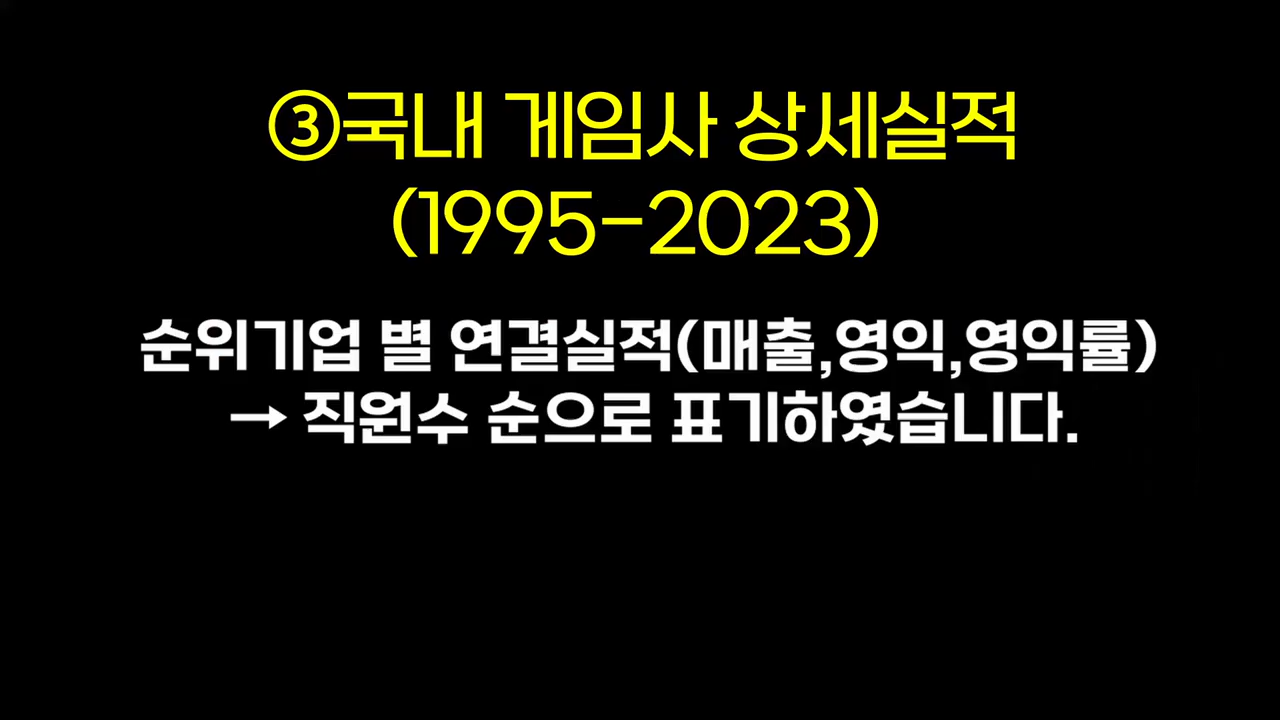 ③국내 게임사 상세실적
(1995-2023)
순위기업 별 연결실적(매출,영익,영익률)
→ 직원수 순으로 표기하였습니다.